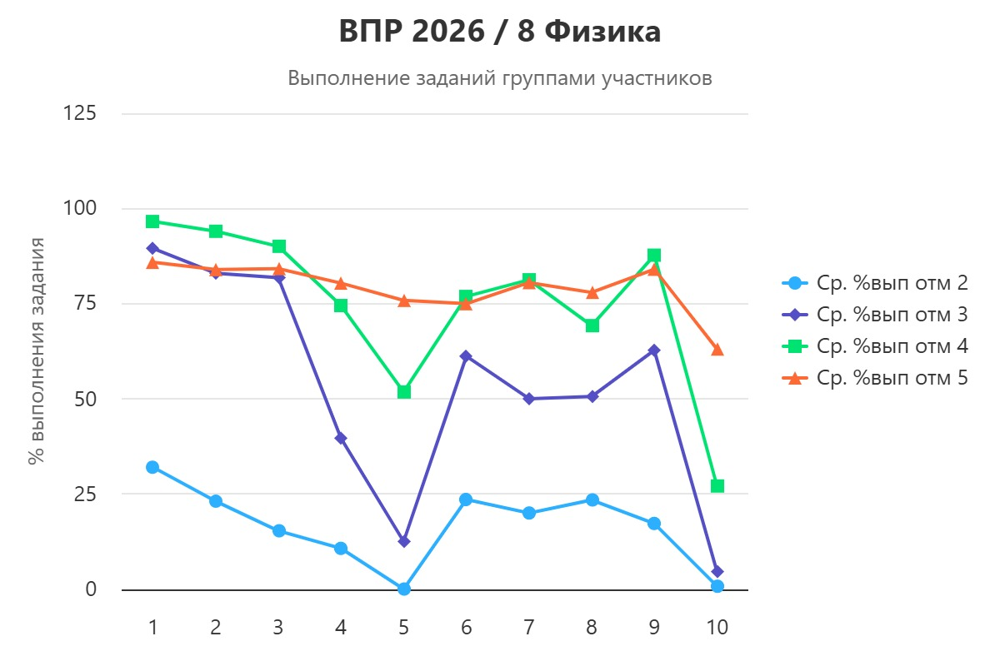 ВПР 2026 / 8 Физика
Выполнение заданий группами участников
% выполнения задания
125
100
75
50
25
0
1 2 3 4 5 6 7 8 9 10
Ср. %вып отм 2
Ср. %вып отм 3
Ср. %вып отм 4
Ср. %вып отм 5